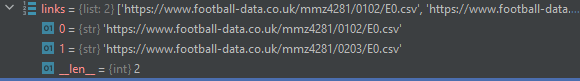 links = {list: 2} ['https://www.football-data.co.uk/mmz4281/0102/E0.csv', 'https://www.football-data....
0 = {str} 'https://www.football-data.co.uk/mmz4281/0102/E0.csv'
1 = {str} 'https://www.football-data.co.uk/mmz4281/0203/E0.csv'
__len__ = {int} 2